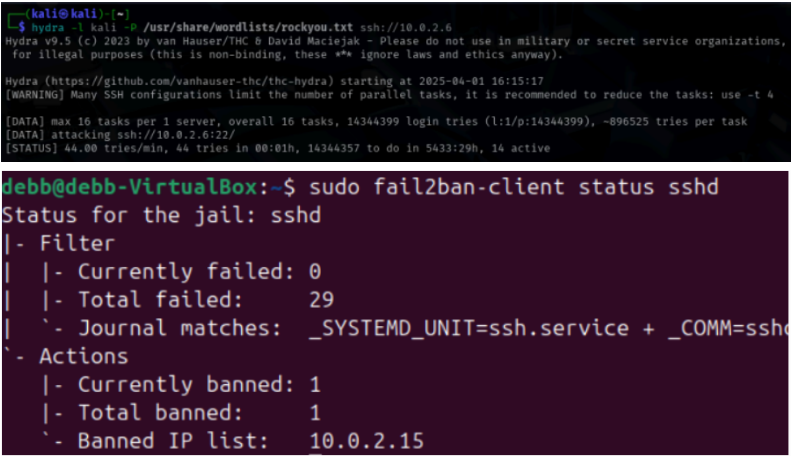 (kali㉿kali)-[~]
$ hydra -l kali -P /usr/share/wordlists/rockyou.txt ssh://10.0.2.6
Hydra v9.5 (c) 2023 by van Hauser/THC & David Maciejak - Please do not use in military or secret service organizations,
for illegal purposes (this is non-binding, these *** ignore laws and ethics anyway).
Hydra (https://github.com/vanhauser-thc/thc-hydra) starting at 2025-04-01 16:15:17
[WARNING] Many SSH configurations limit the number of parallel tasks, it is recommended to reduce the tasks: use -t 4
[DATA] max 16 tasks per 1 server, overall 16 tasks, 14344399 login tries (l:1/p:14344399), ~896525 tries per task
[DATA] attacking ssh://10.0.2.6:22/
[STATUS] 44.00 tries/min, 44 tries in 00:01h, 14344357 to do in 5433:29h, 14 active
debb@debb-VirtualBox:~$ sudo fail2ban-client status sshd
Status for the jail: sshd
|- Filter
|  |- Currently failed: 0
|  |- Total failed:     29
|  `- Journal matches:  _SYSTEMD_UNIT=ssh.service + _COMM=sshd
`- Actions
   |- Currently banned: 1
   |- Total banned:     1
   `- Banned IP list:   10.0.2.15